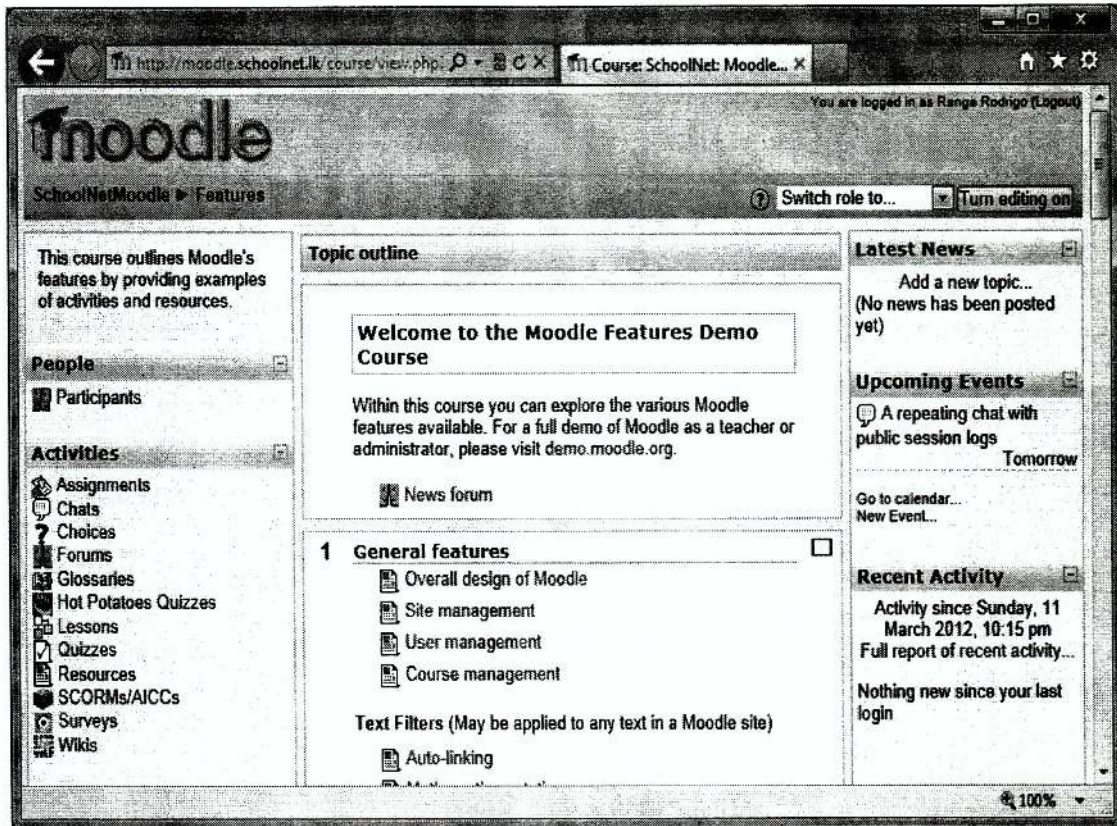 http://moodle.schoolnet.lk/course/view.php
Course: SchoolNet: Moodle...
You are logged in as Ranga Rodrigo (Logout)
moodle
SchoolNetMoodle ► Features
Switch role to...
Turn editing on
This course outlines Moodle's
features by providing examples
of activities and resources.
People
Participants
Activities
Assignments
Chats
Choices
Forums
Glossaries
Hot Potatoes Quizzes
Lessons
Quizzes
Resources
SCORMs/AICCs
Surveys
Wikis
Topic outline
Welcome to the Moodle Features Demo
Course
Within this course you can explore the various Moodle
features available. For a full demo of Moodle as a teacher or
administrator, please visit demo.moodle.org.
News forum
1 General features
Overall design of Moodle
Site management
User management
Course management
Text Filters (May be applied to any text in a Moodle site)
Auto-linking
Latest News
Add a new topic...
(No news has been posted
yet)
Upcoming Events
A repeating chat with
public session logs
Tomorrow
Go to calendar...
New Event...
Recent Activity
Activity since Sunday, 11
March 2012, 10:15 pm
Full report of recent activity...
Nothing new since your last
login
100%